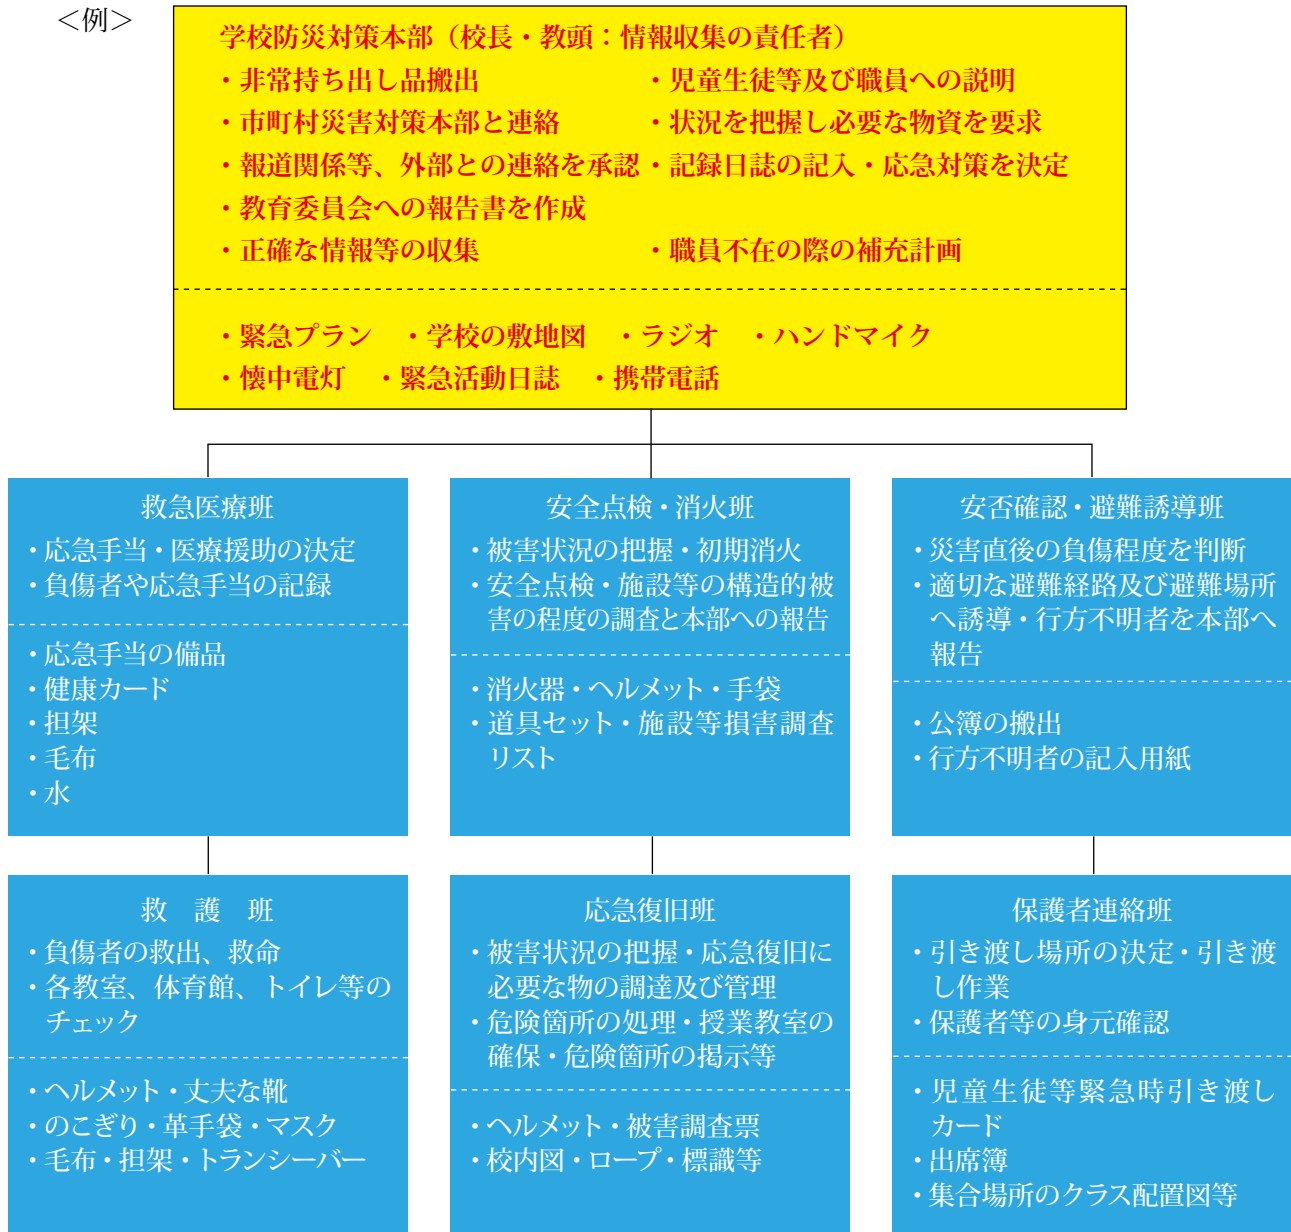 ＜例＞
学校防災対策本部（校長・教頭：情報収集の責任者）
・非常持ち出し品搬出　・児童生徒等及び職員への説明
・市町村災害対策本部と連絡　・状況を把握し必要な物資を要求
・報道関係等、外部との連絡を承認・記録日誌の記入・応急対策を決定
・教育委員会への報告書を作成
・正確な情報等の収集　・職員不在の際の補充計画
・緊急プラン　・学校の敷地図　・ラジオ　・ハンドマイク
・懐中電灯　・緊急活動日誌　・携帯電話
救急医療班
・応急手当・医療援助の決定
・負傷者や応急手当の記録
・応急手当の備品
・健康カード
・担架
・毛布
・水
安全点検・消火班
・被害状況の把握・初期消火
・安全点検・施設等の構造的被
害の程度の調査と本部への報告
・消火器・ヘルメット・手袋
・道具セット・施設等損害調査
リスト
安否確認・避難誘導班
・災害直後の負傷程度を判断
・適切な避難経路及び避難場所
へ誘導・行方不明者を本部へ
報告
・公簿の搬出
・行方不明者の記入用紙
救　護　班
・負傷者の救出、救命
・各教室、体育館、トイレ等の
チェック
・ヘルメット・丈夫な靴
・のこぎり・革手袋・マスク
・毛布・担架・トランシーバー
応急復旧班
・被害状況の把握・応急復旧に
必要な物の調達及び管理
・危険箇所の処理・授業教室の
確保・危険箇所の掲示等
・ヘルメット・被害調査票
・校内図・ロープ・標識等
保護者連絡班
・引き渡し場所の決定・引き渡
し作業
・保護者等の身元確認
・児童生徒等緊急時引き渡し
カード
・出席簿
・集合場所のクラス配置図等